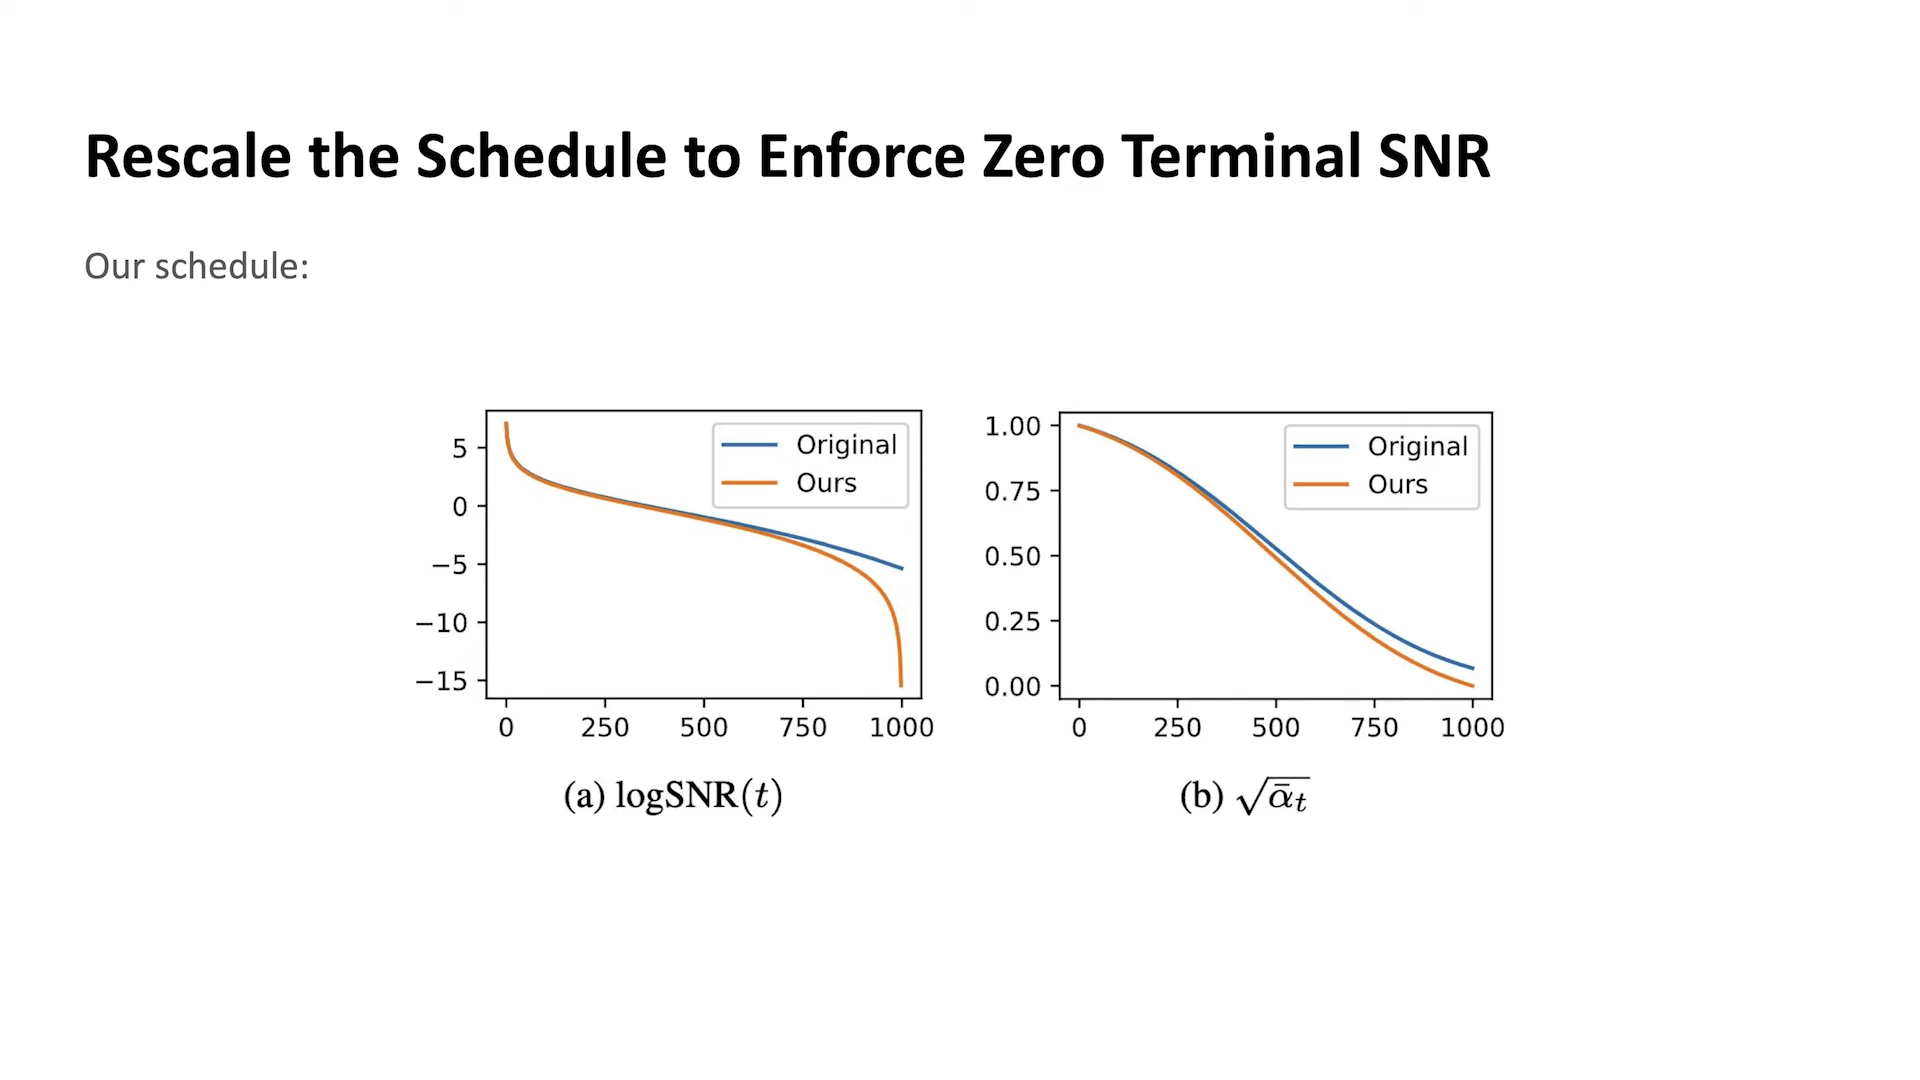 Rescale the Schedule to Enforce Zero Terminal SNR
Our schedule:
5
0
−5
−10
−15
0 250 500 750 1000
Original
Ours
(a) logSNR(t)
1.00
0.75
0.50
0.25
0.00
0 250 500 750 1000
Original
Ours
(b) √ᾱₜ